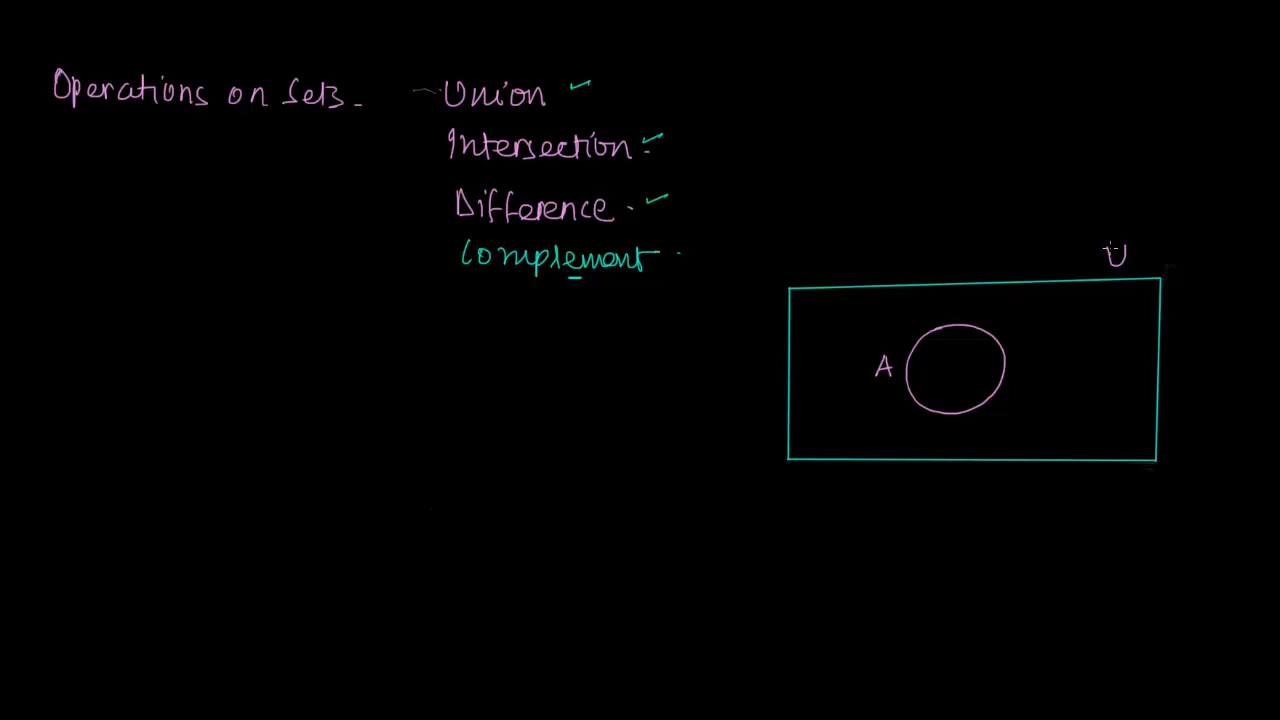 Operations on Sets - Union
Intersection
Difference
Complement
U
A